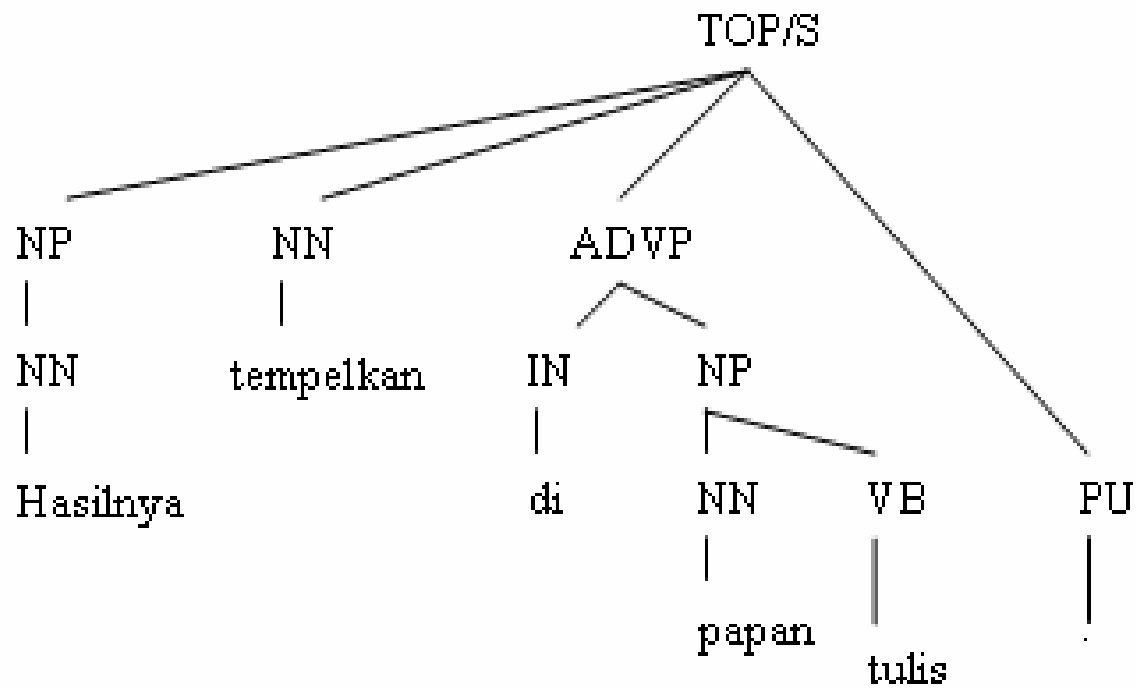 TOP/S
NP NN ADVP
NN tempelkan IN NP
Hasilnya di NN VB PU
papan .
tulis